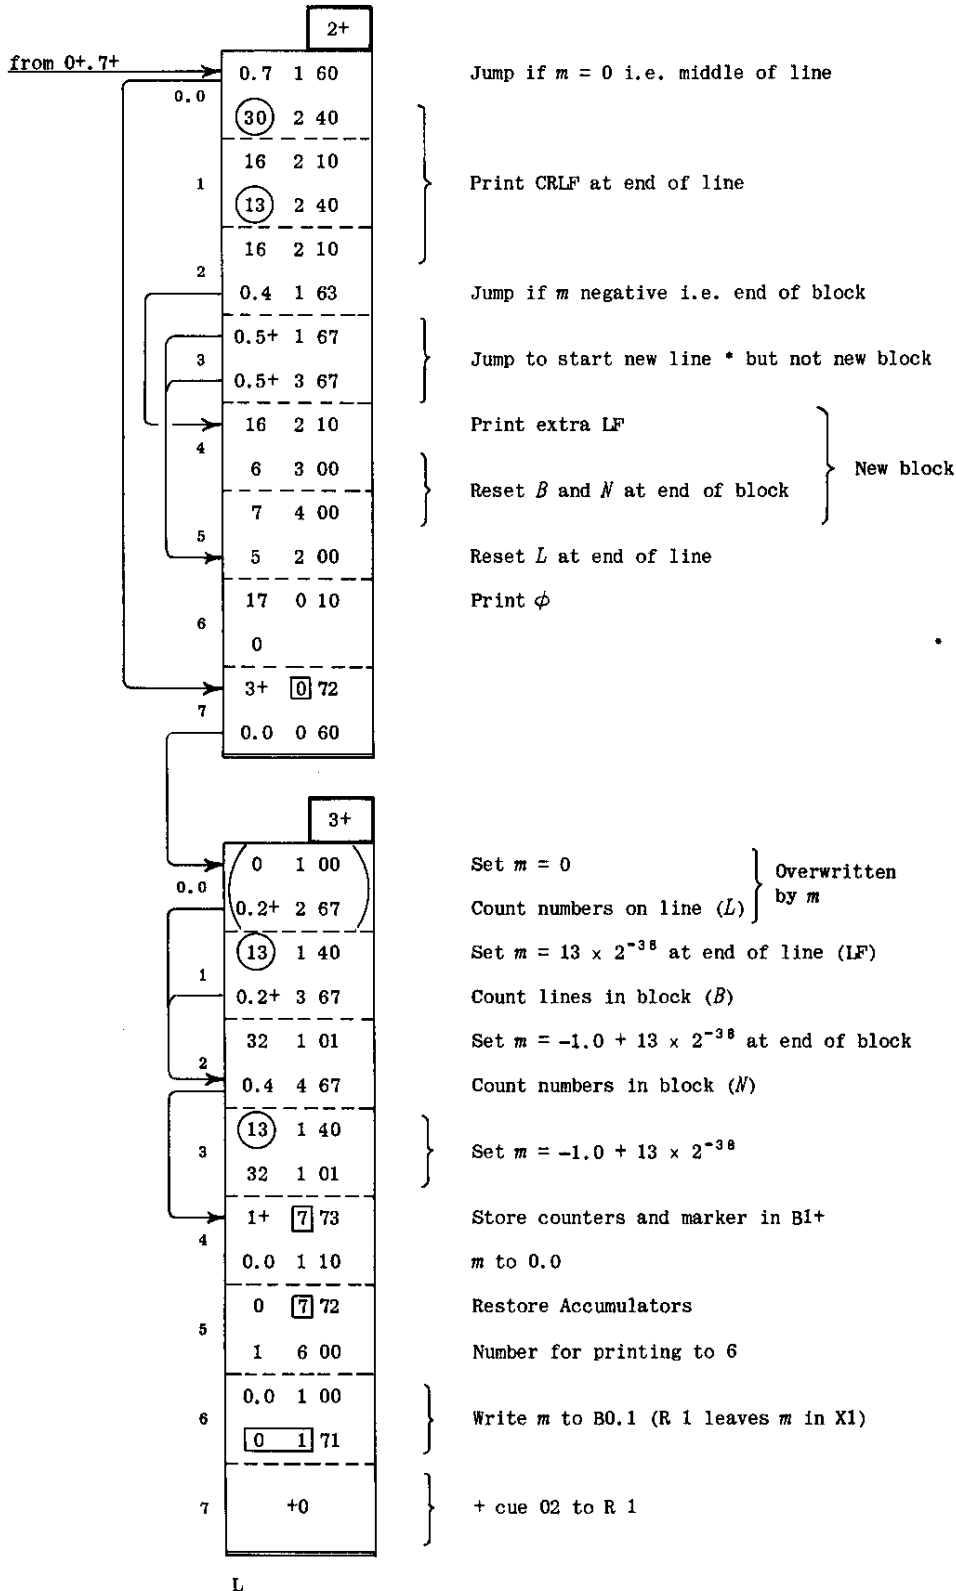 2+
from 0+.7+
0.7 1 60 Jump if m = 0 i.e. middle of line
0.0
30 2 40
16 2 10
1 Print CRLF at end of line
13 2 40
16 2 10
2
0.4 1 63 Jump if m negative i.e. end of block
0.5+ 1 67
3 Jump to start new line * but not new block
0.5+ 3 67
16 2 10 Print extra LF
4
6 3 00 New block
Reset B and N at end of block
7 4 00
5
5 2 00 Reset L at end of line
17 0 10 Print ϕ
6
0
3+ 0 72
7
0.0 0 60
3+
0 1 00 Set m = 0 Overwritten
0.0 by m
0.2+ 2 67 Count numbers on line (L)
13 1 40 Set m = 13 × 2⁻³⁸ at end of line (LF)
1
0.2+ 3 67 Count lines in block (B)
32 1 01 Set m = -1.0 + 13 × 2⁻³⁸ at end of block
2
0.4 4 67 Count numbers in block (N)
13 1 40
3 Set m = -1.0 + 13 × 2⁻³⁸
32 1 01
1+ 7 73 Store counters and marker in B1+
4
0.0 1 10 m to 0.0
0 7 72 Restore Accumulators
5
1 6 00 Number for printing to 6
0.0 1 00
6 Write m to B0.1 (R 1 leaves m in X1)
0 1 71
7 +0 + cue 02 to R 1
L